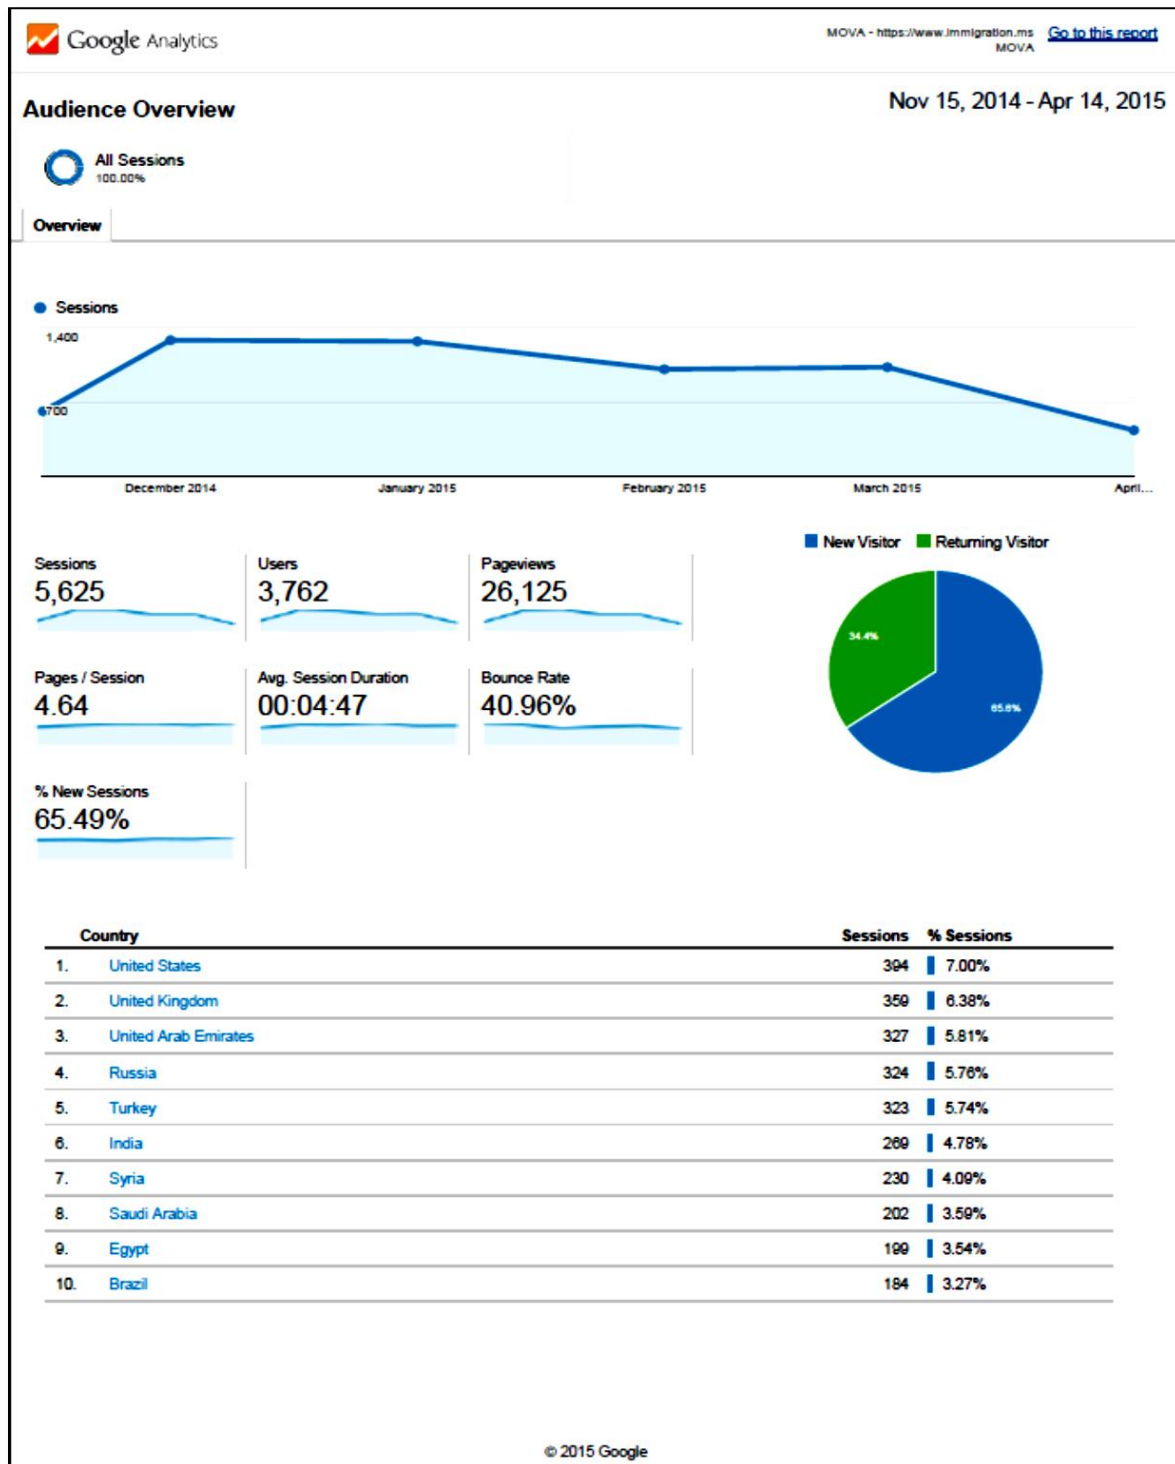 Google Analytics
MOVA - https://www.immigration.ms
MOVA
Go to this report
Audience Overview
Nov 15, 2014 - Apr 14, 2015
All Sessions
100.00%
Overview
Sessions
1,400
700
December 2014
January 2015
February 2015
March 2015
April...
New Visitor
Returning Visitor
34.4%
65.6%
Sessions
5,625
Users
3,762
Pageviews
26,125
Pages / Session
4.64
Avg. Session Duration
00:04:47
Bounce Rate
40.96%
% New Sessions
65.49%
Country Sessions % Sessions
1. United States 394 7.00%
2. United Kingdom 359 6.38%
3. United Arab Emirates 327 5.81%
4. Russia 324 5.76%
5. Turkey 323 5.74%
6. India 269 4.78%
7. Syria 230 4.09%
8. Saudi Arabia 202 3.59%
9. Egypt 199 3.54%
10. Brazil 184 3.27%
© 2015 Google